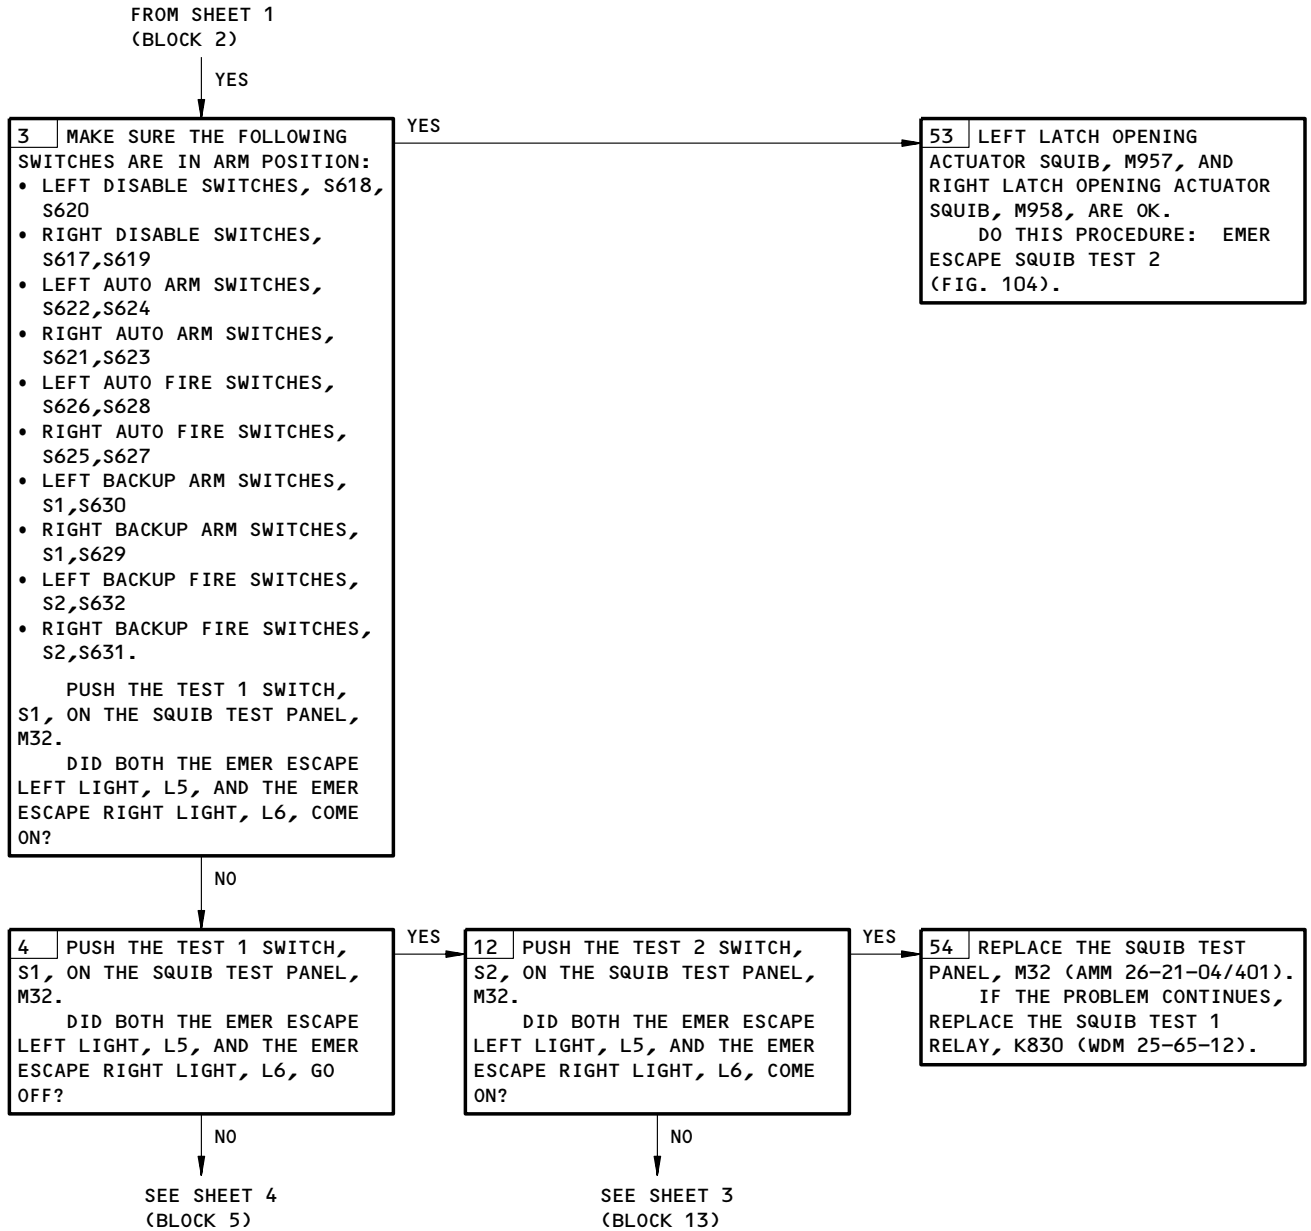 FROM SHEET 1
(BLOCK 2)
YES
3 MAKE SURE THE FOLLOWING
SWITCHES ARE IN ARM POSITION:
• LEFT DISABLE SWITCHES, S618,
S620
• RIGHT DISABLE SWITCHES,
S617,S619
• LEFT AUTO ARM SWITCHES,
S622,S624
• RIGHT AUTO ARM SWITCHES,
S621,S623
• LEFT AUTO FIRE SWITCHES,
S626,S628
• RIGHT AUTO FIRE SWITCHES,
S625,S627
• LEFT BACKUP ARM SWITCHES,
S1,S630
• RIGHT BACKUP ARM SWITCHES,
S1,S629
• LEFT BACKUP FIRE SWITCHES,
S2,S632
• RIGHT BACKUP FIRE SWITCHES,
S2,S631.
PUSH THE TEST 1 SWITCH,
S1, ON THE SQUIB TEST PANEL,
M32.
DID BOTH THE EMER ESCAPE
LEFT LIGHT, L5, AND THE EMER
ESCAPE RIGHT LIGHT, L6, COME
ON?
YES
53 LEFT LATCH OPENING
ACTUATOR SQUIB, M957, AND
RIGHT LATCH OPENING ACTUATOR
SQUIB, M958, ARE OK.
DO THIS PROCEDURE: EMER
ESCAPE SQUIB TEST 2
(FIG. 104).
NO
4 PUSH THE TEST 1 SWITCH,
S1, ON THE SQUIB TEST PANEL,
M32.
DID BOTH THE EMER ESCAPE
LEFT LIGHT, L5, AND THE EMER
ESCAPE RIGHT LIGHT, L6, GO
OFF?
YES
12 PUSH THE TEST 2 SWITCH,
S2, ON THE SQUIB TEST PANEL,
M32.
DID BOTH THE EMER ESCAPE
LEFT LIGHT, L5, AND THE EMER
ESCAPE RIGHT LIGHT, L6, COME
ON?
YES
54 REPLACE THE SQUIB TEST
PANEL, M32 (AMM 26-21-04/401).
IF THE PROBLEM CONTINUES,
REPLACE THE SQUIB TEST 1
RELAY, K830 (WDM 25-65-12).
NO
SEE SHEET 4
(BLOCK 5)
NO
SEE SHEET 3
(BLOCK 13)